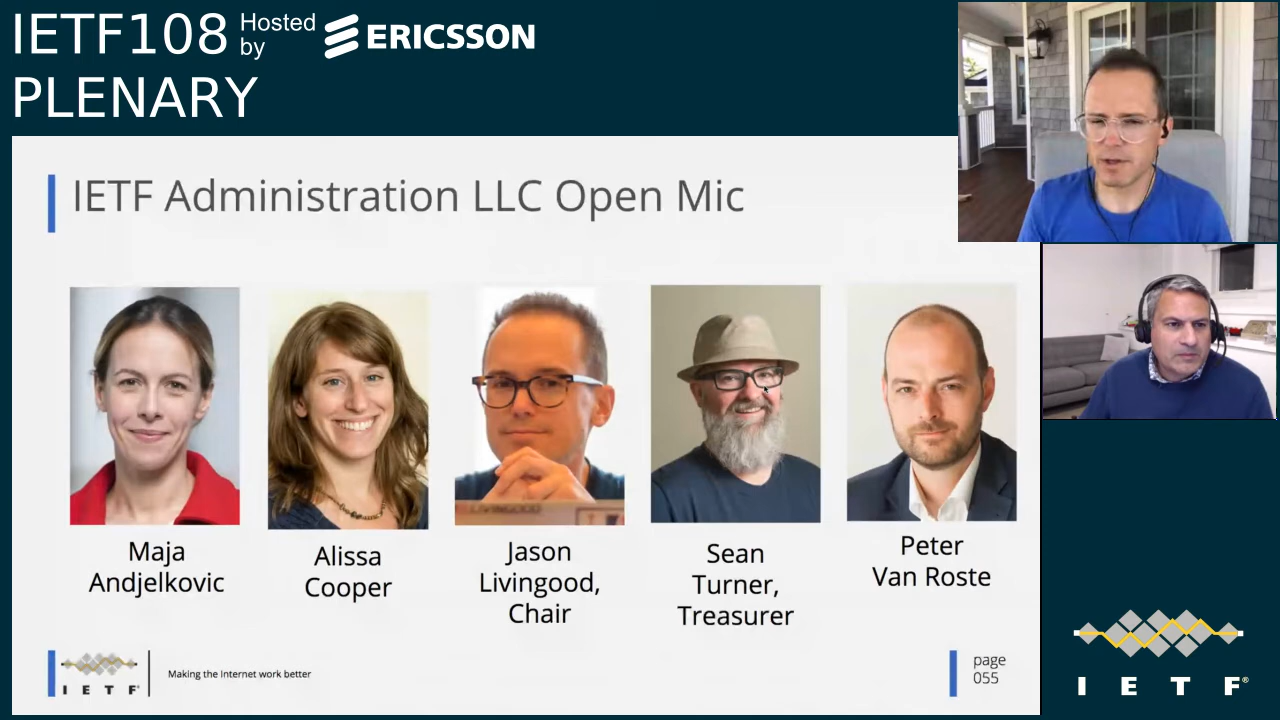 IETF108 Hosted by ERICSSON
PLENARY
IETF Administration LLC Open Mic
LIVINGOOD
Maja
Andjelkovic
Alissa
Cooper
Jason
Livingood,
Chair
Sean
Turner,
Treasurer
Peter
Van Roste
IETF
Making the Internet work better
page
055
IETF®